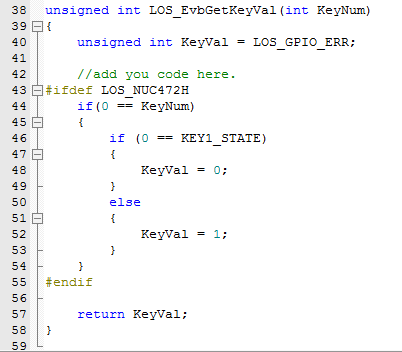 38 unsigned int LOS_EvbGetKeyVal(int KeyNum)
39 {
40 unsigned int KeyVal = LOS_GPIO_ERR;
41
42 //add you code here.
43 #ifdef LOS_NUC472H
44 if(0 == KeyNum)
45 {
46 if (0 == KEY1_STATE)
47 {
48 KeyVal = 0;
49 }
50 else
51 {
52 KeyVal = 1;
53 }
54 }
55 #endif
56
57 return KeyVal;
58 }
59